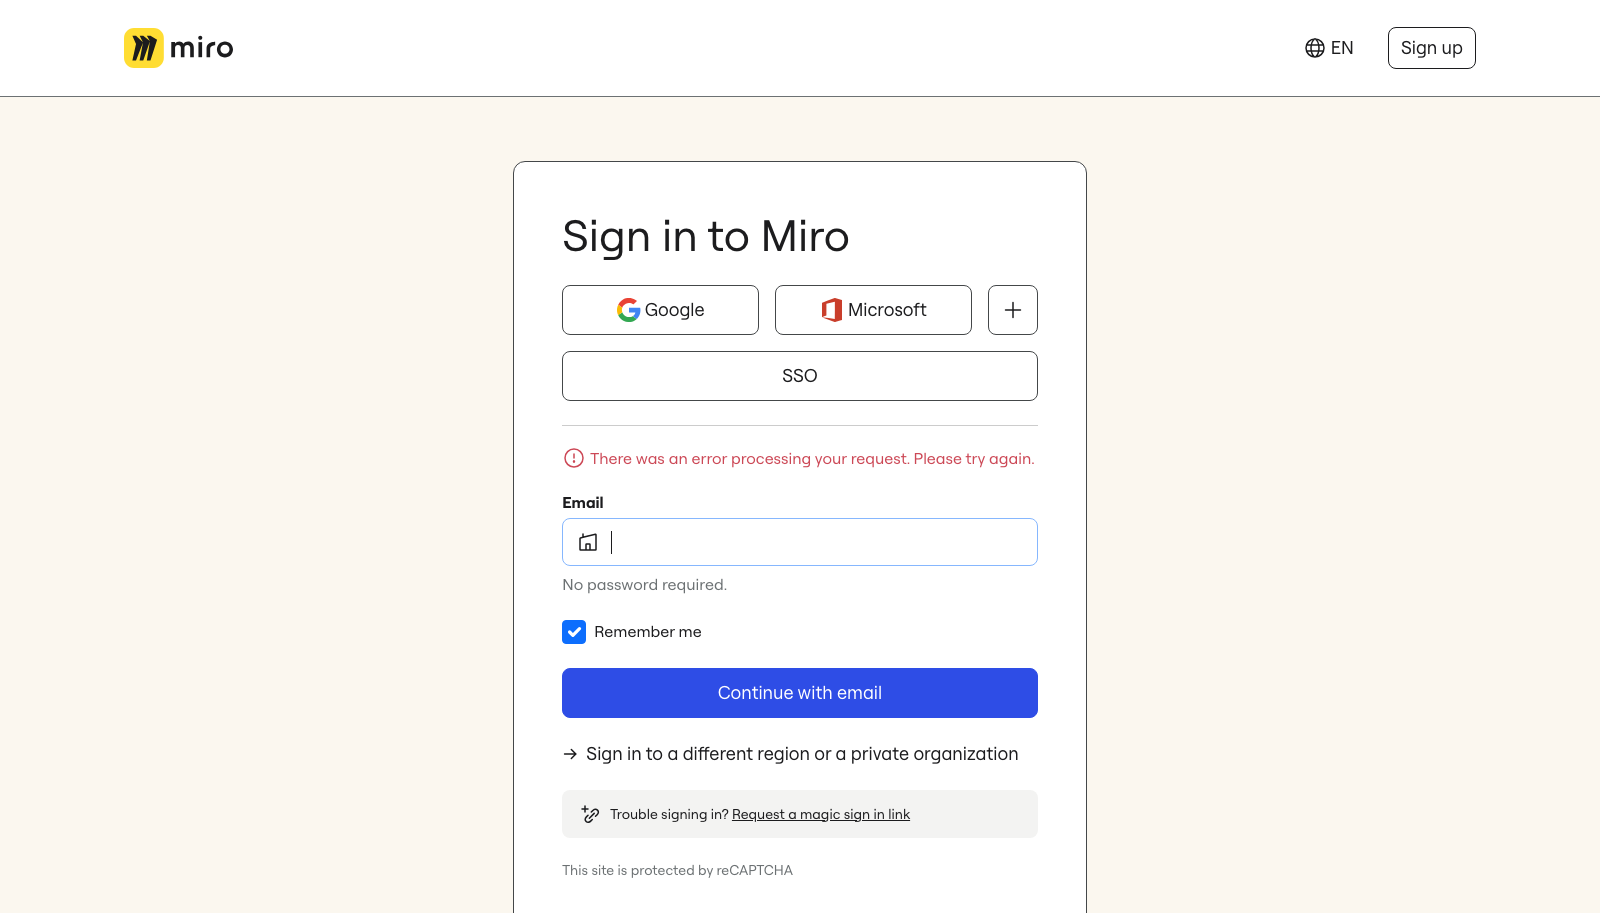 miro
EN
Sign up
Sign in to Miro
Google
Microsoft
SSO
There was an error processing your request. Please try again.
Email
No password required.
Remember me
Continue with email
Sign in to a different region or a private organization
Trouble signing in? Request a magic sign in link
This site is protected by reCAPTCHA